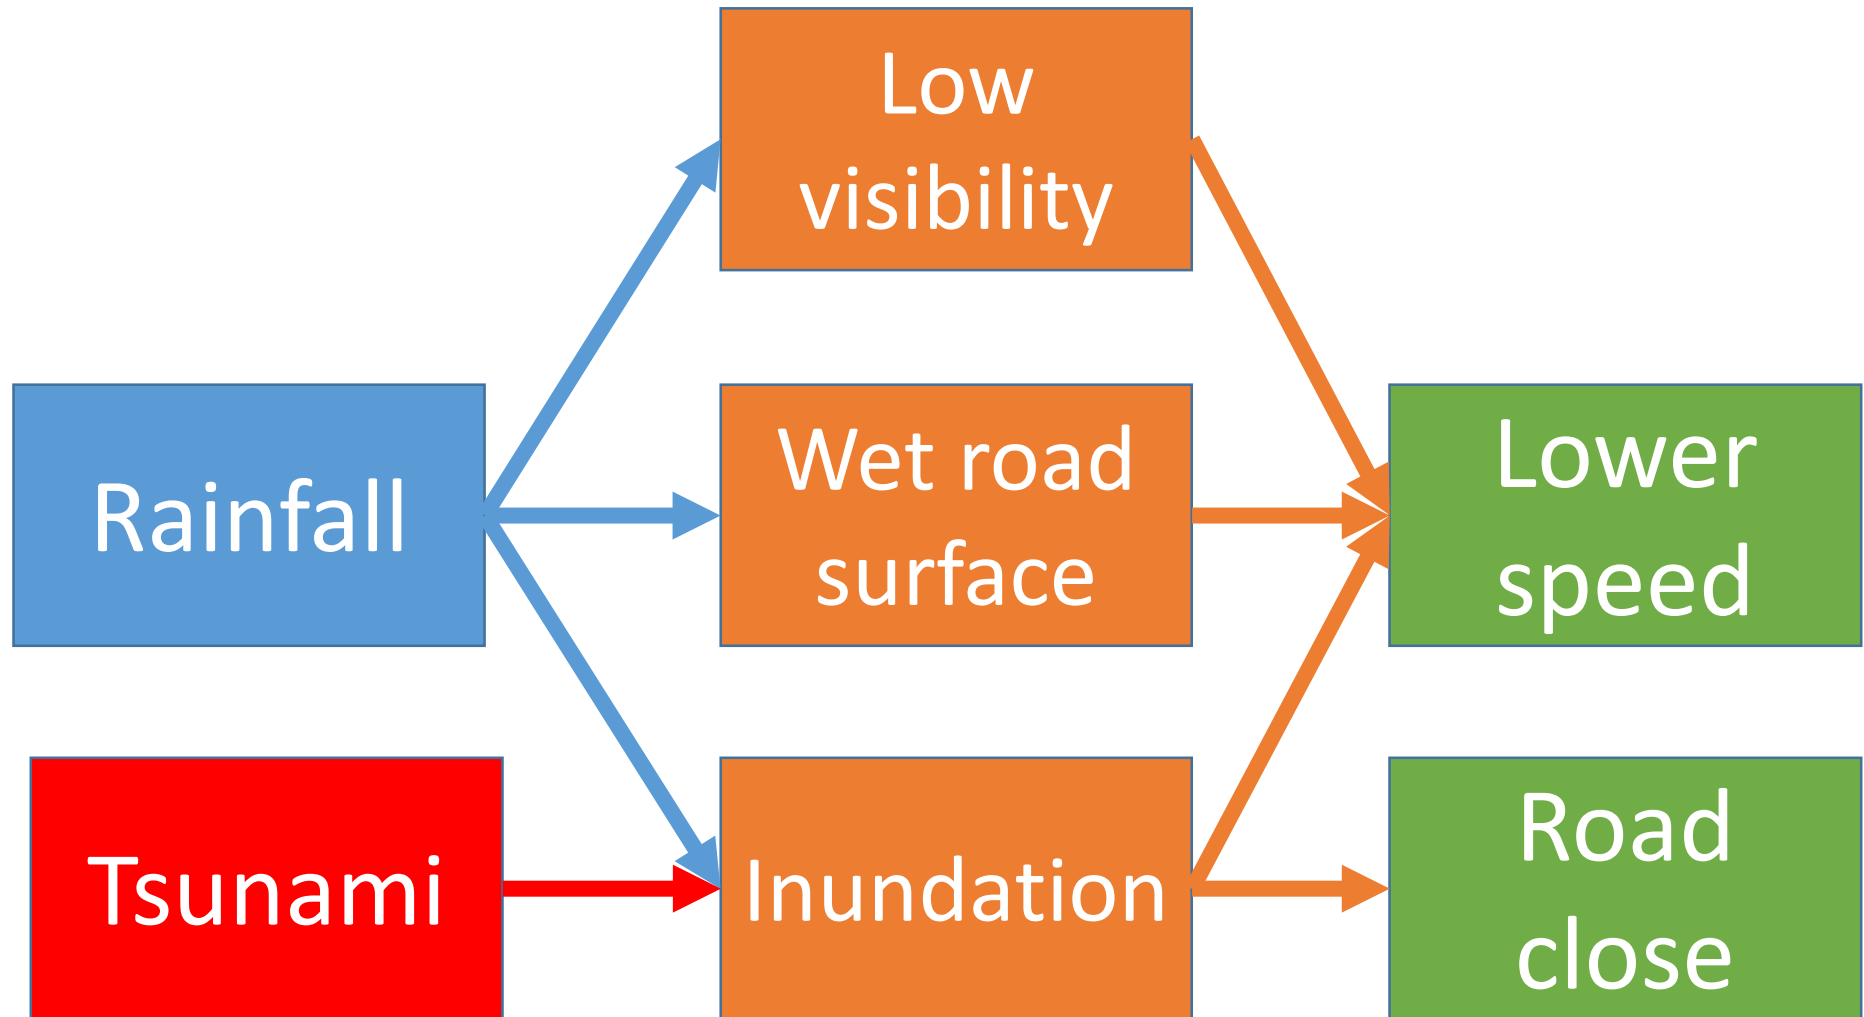 Low
visibility
Rainfall
Wet road
surface
Lower
speed
Tsunami
Inundation
Road
close